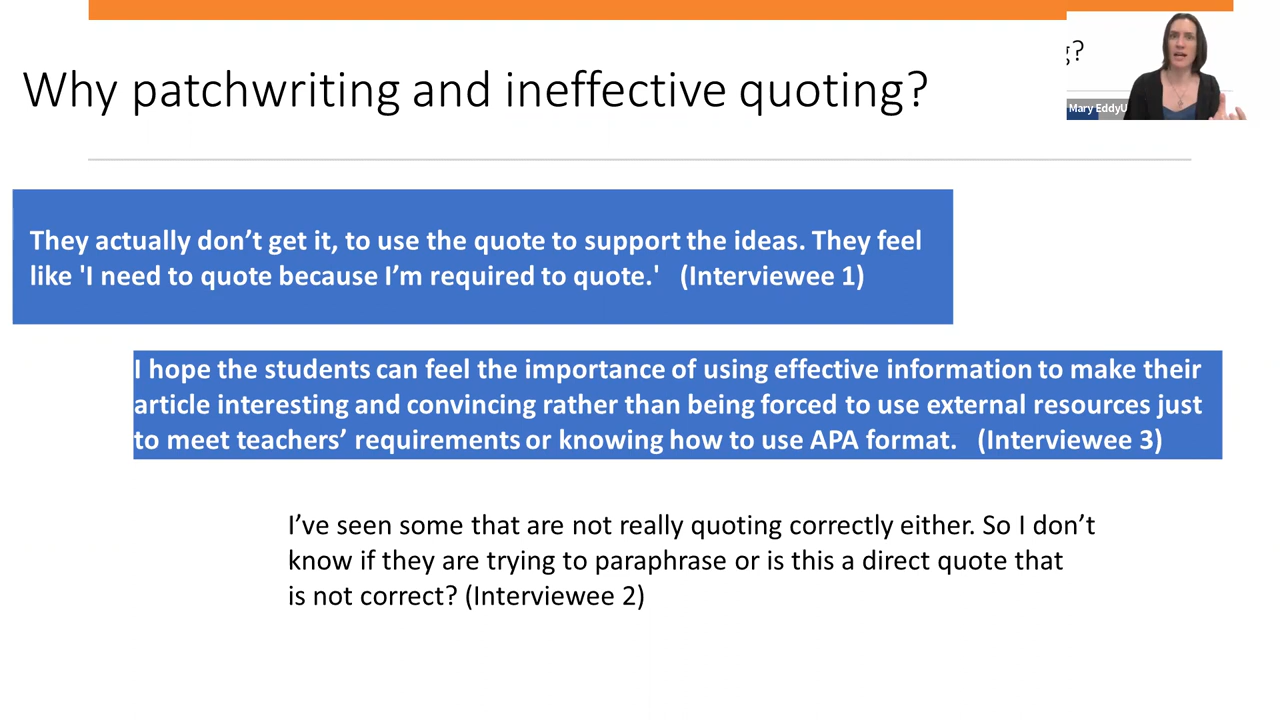 Why patchwriting and ineffective quoting?
g?
Mary EddyU
They actually don’t get it, to use the quote to support the ideas. They feel
like 'I need to quote because I’m required to quote.' (Interviewee 1)
I hope the students can feel the importance of using effective information to make their
article interesting and convincing rather than being forced to use external resources just
to meet teachers’ requirements or knowing how to use APA format. (Interviewee 3)
I’ve seen some that are not really quoting correctly either. So I don’t
know if they are trying to paraphrase or is this a direct quote that
is not correct? (Interviewee 2)